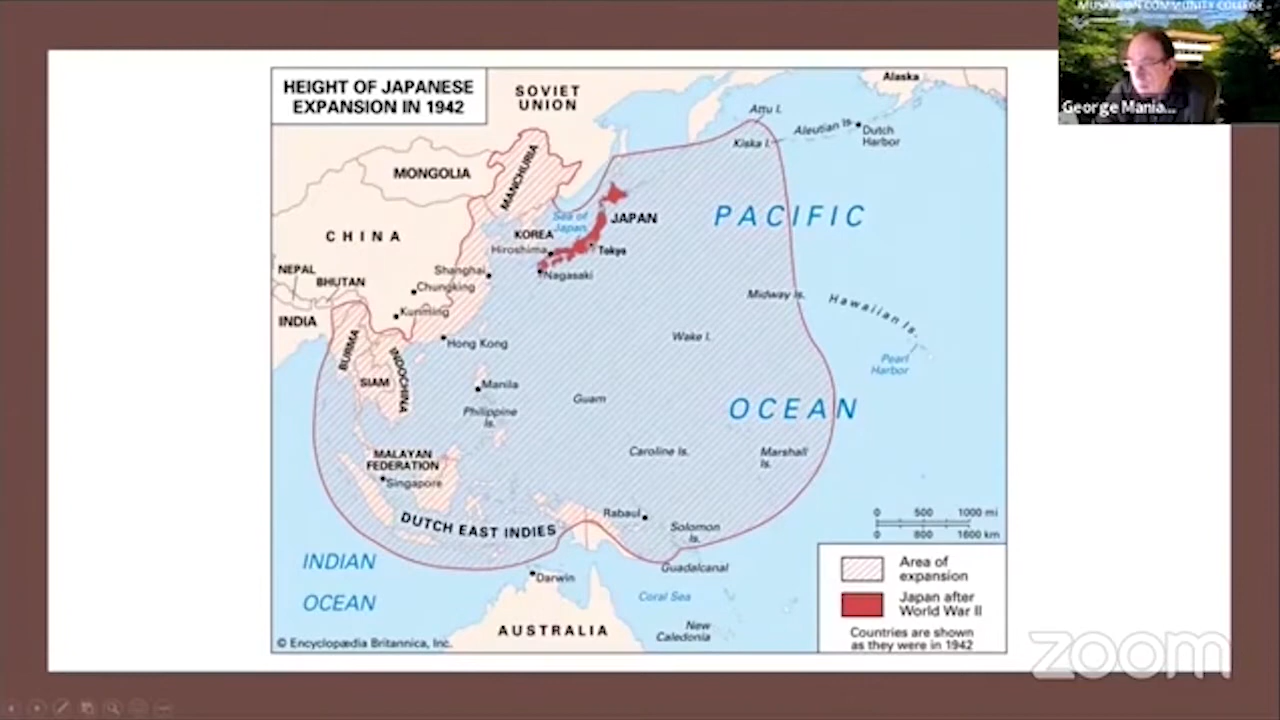 MUSKEGON COMMUNITY COLLEGE
George Mania...
HEIGHT OF JAPANESE
EXPANSION IN 1942
SOVIET
UNION
Alaska
Attu I.
Aleutian Is.
Dutch
Harbor
Kiska I.
MONGOLIA
MANCHURIA
Sea of
Japan
JAPAN
PACIFIC
CHINA
KOREA
Hiroshima
Tokyo
Nagasaki
NEPAL
BHUTAN
Shanghai
Chungking
Kunming
Midway Is.
Hawaiian Is.
INDIA
BURMA
Hong Kong
Wake I.
Pearl
Harbor
SIAM
INDOCHINA
Manila
Philippine
Is.
Guam
OCEAN
MALAYAN
FEDERATION
Singapore
Caroline Is.
Marshall
Is.
DUTCH EAST INDIES
Rabaul
Solomon
Is.
0 500 1000 mi
0 800 1600 km
INDIAN
OCEAN
Darwin
Guadalcanal
Coral Sea
AUSTRALIA
New
Caledonia
Area of
expansion
Japan after
World War II
Countries are shown
as they were in 1942
© Encyclopædia Britannica, Inc.
zoom